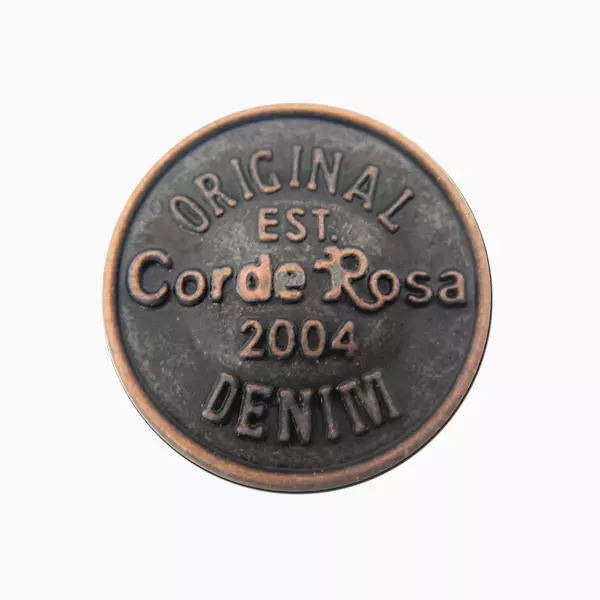 ORIGINAL
EST.
Corde Rosa
2004
DENIM